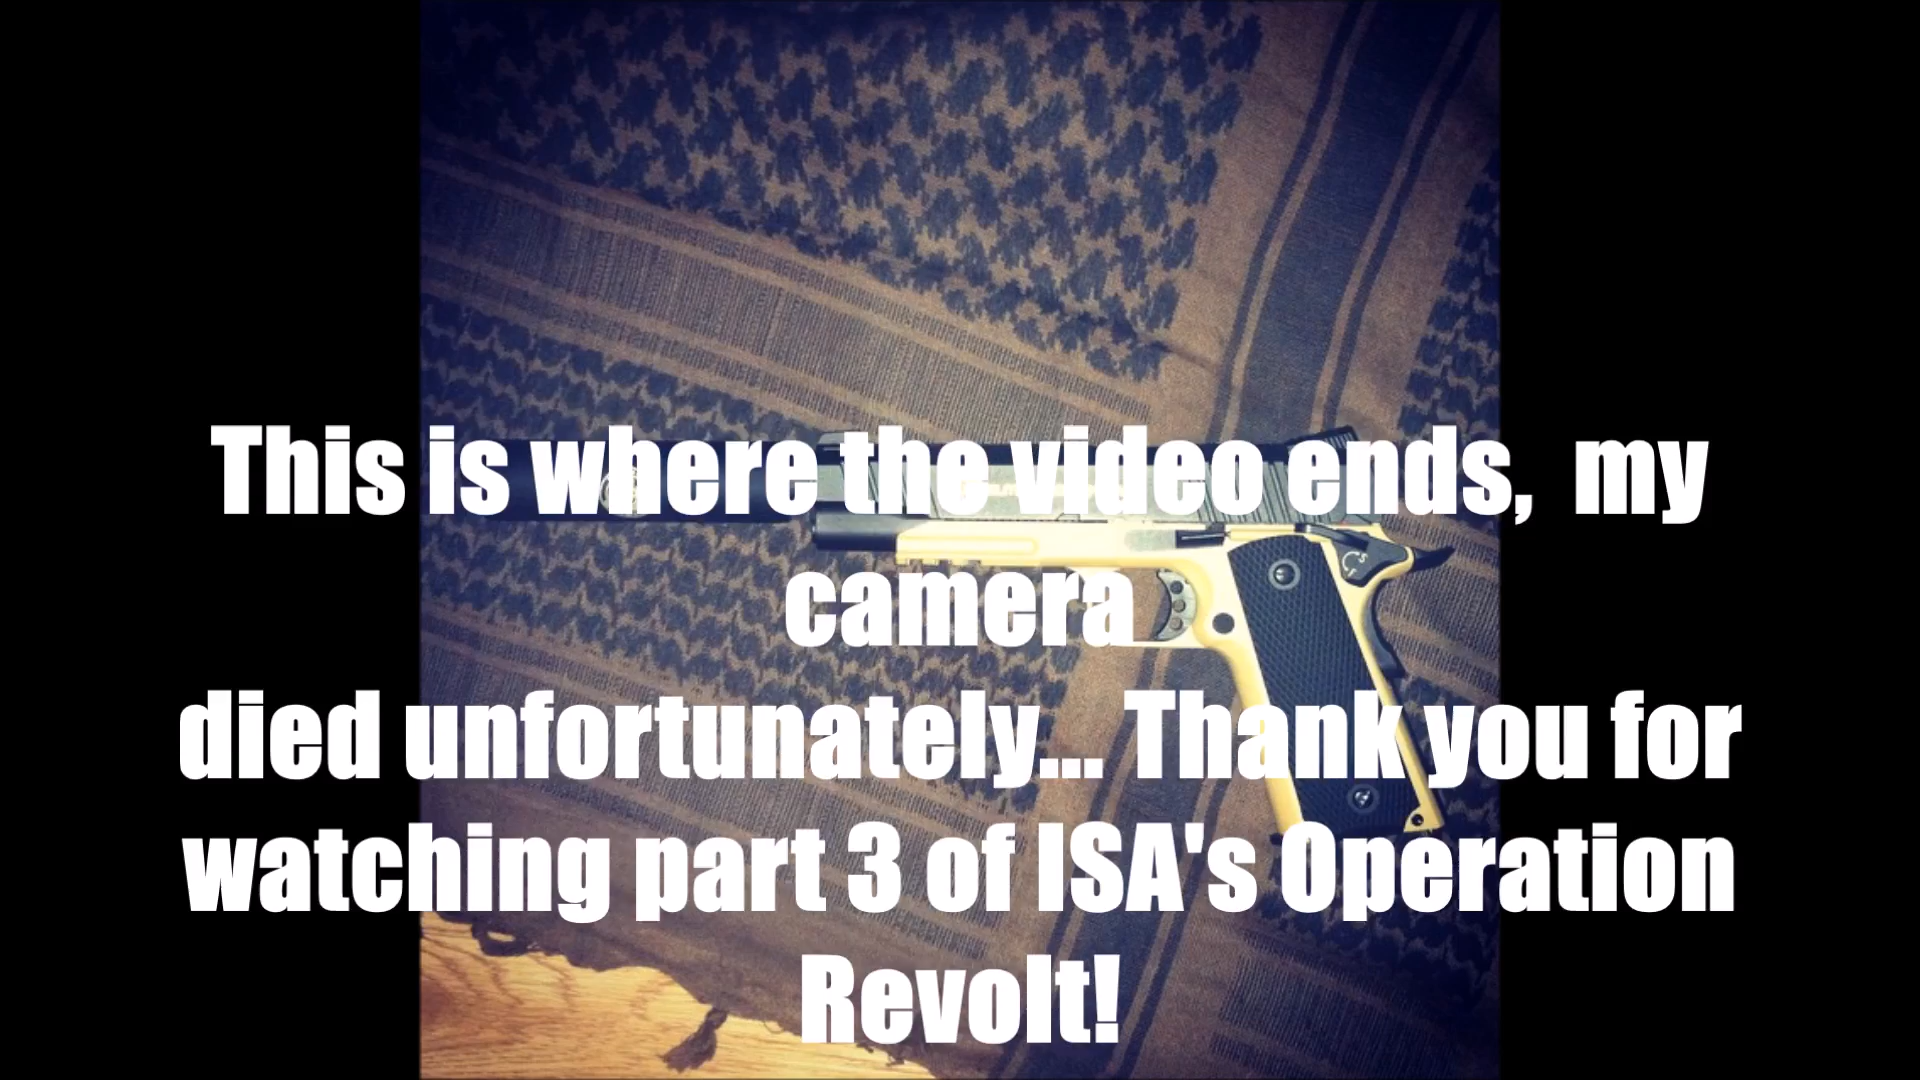 This is where the video ends,  my
camera
died unfortunately... Thank you for
watching part 3 of ISA's Operation
Revolt!